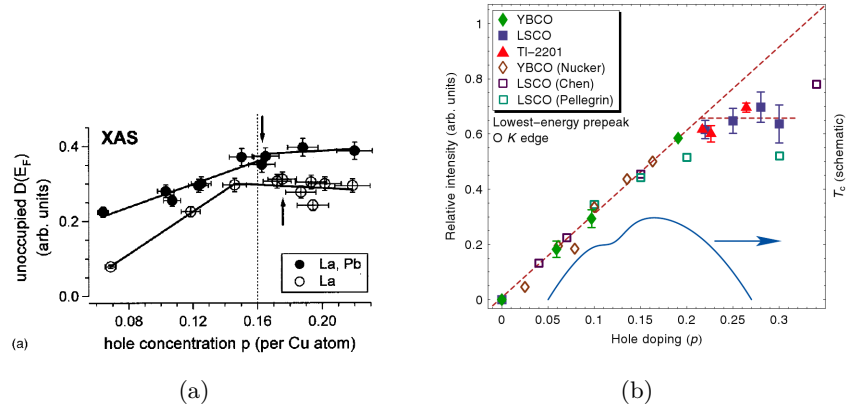 XAS
unoccupied D(E_F)
(arb. units)
0.4
0.2
0.0
La, Pb
La
0.08
0.12
0.16
0.20
hole concentration p (per Cu atom)
(a)
(a)
YBCO
LSCO
Tl−2201
YBCO (Nucker)
LSCO (Chen)
LSCO (Pellegrin)
Lowest−energy prepeak
O K edge
Relative intensity (arb. units)
1
0.8
0.6
0.4
0.2
0
0
0.05
0.1
0.15
0.2
0.25
0.3
Hole doping (p)
T_c (schematic)
b
(b)